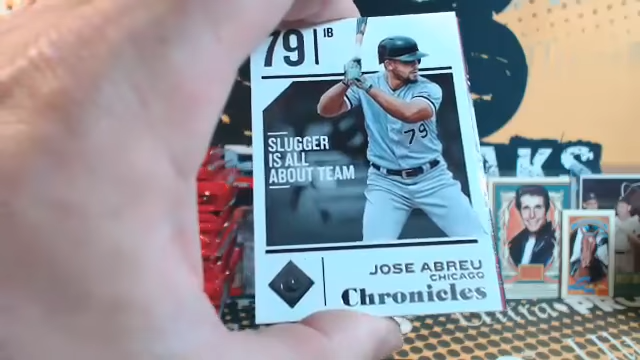 79 1B
79
SLUGGER
IS ALL
ABOUT TEAM
JOSE ABREU
CHICAGO
Chronicles